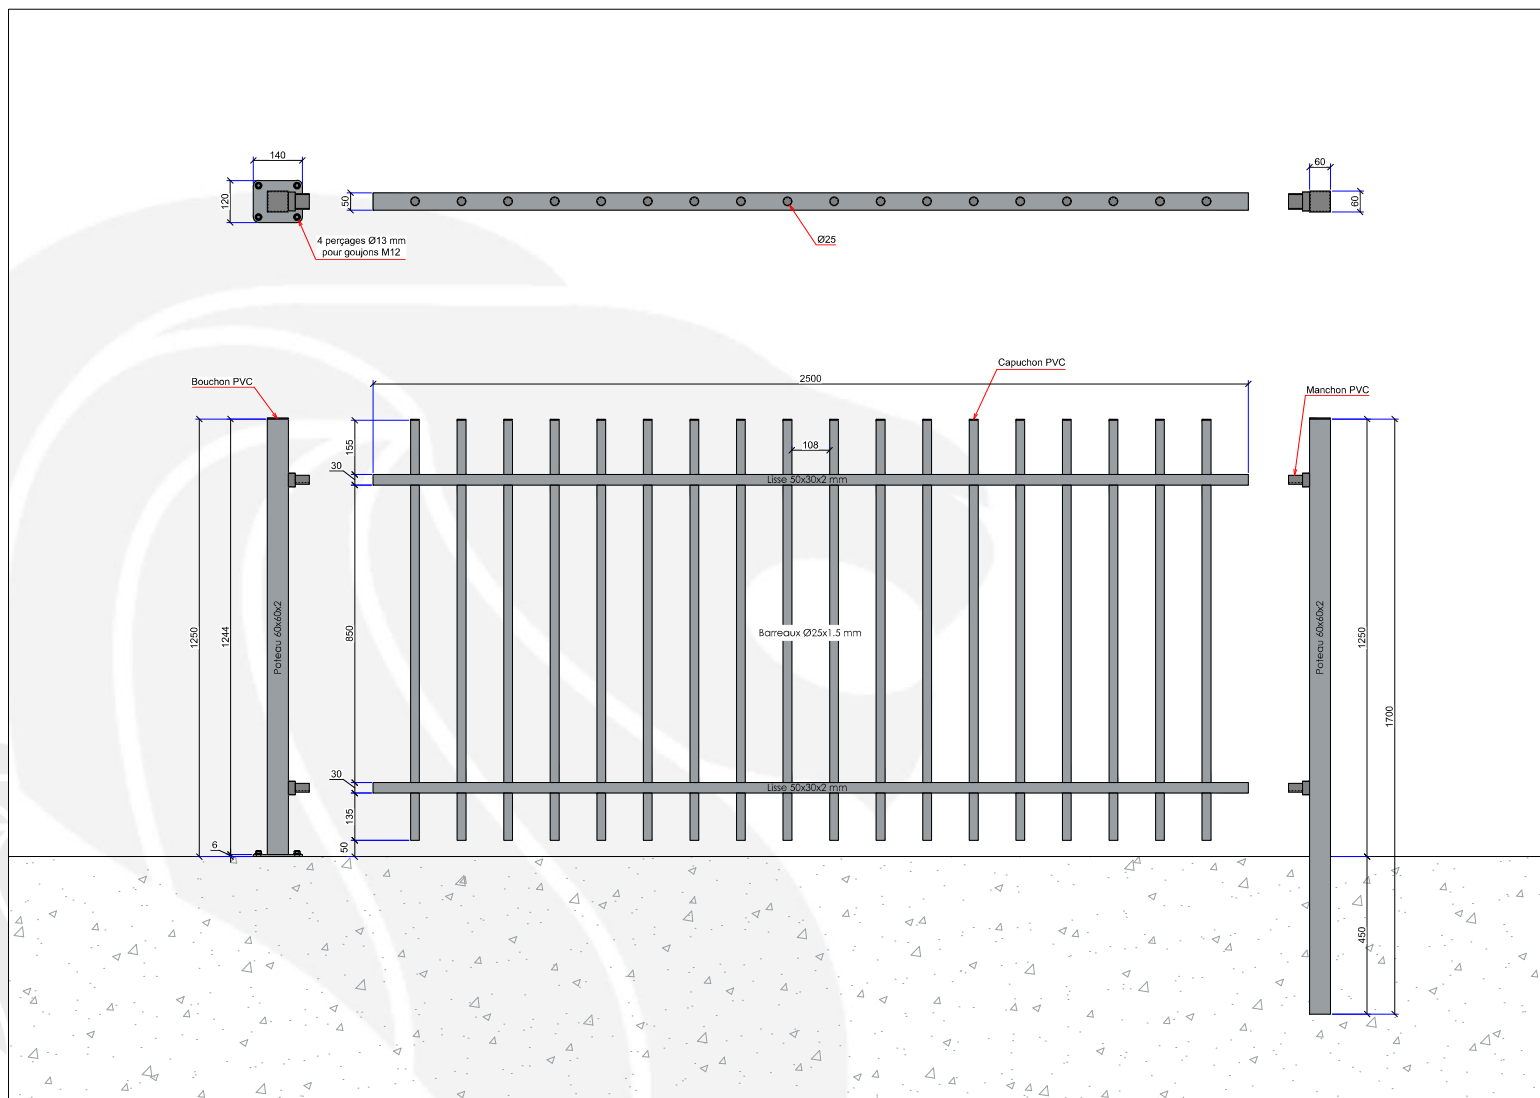 140
120
4 perçages Ø13 mm
pour goujons M12
50
Ø25
60
60
Bouchon PVC
2500
Capuchon PVC
Manchon PVC
155
30
108
Lisse 50x30x2 mm
1250
1244
Poteau 60x60x2
850
Barreaux Ø25x1.5 mm
Poteau 60x60x2
1250
1700
30
Lisse 50x30x2 mm
135
6
50
450